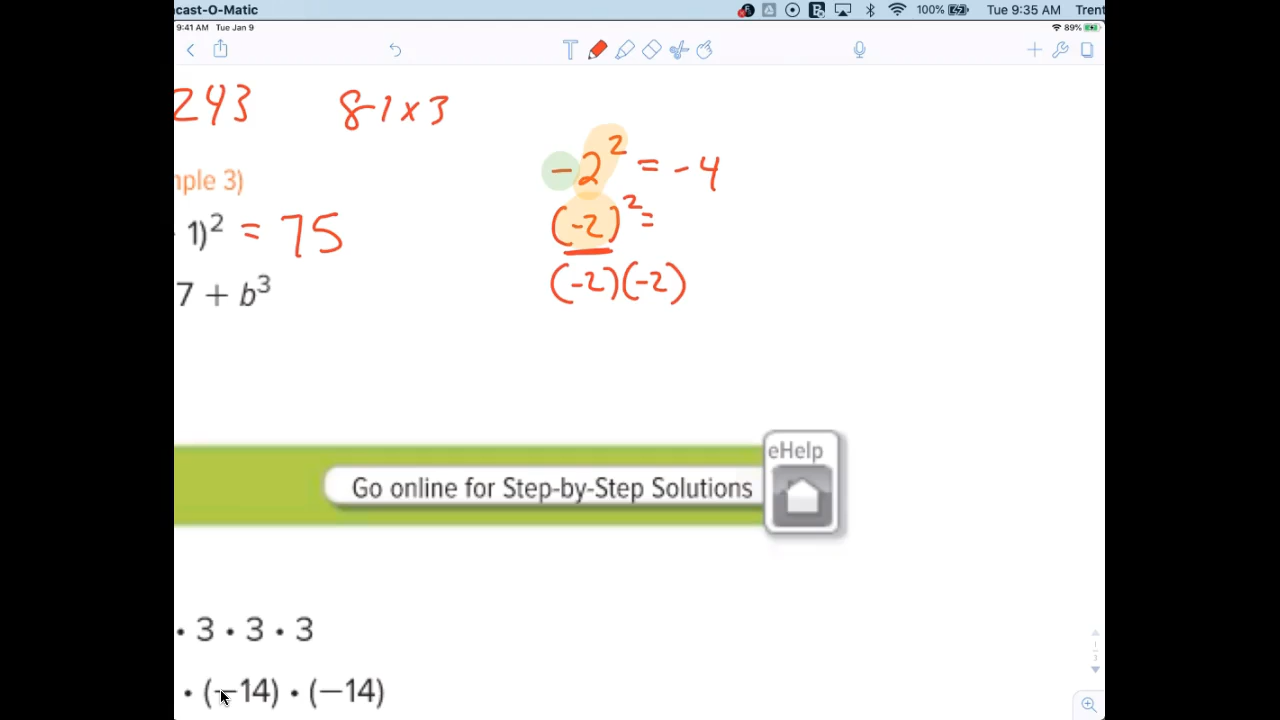 ncast-O-Matic 100% Tue 9:35 AM Trent
9:41 AM Tue Jan 9 89%
T
243 81 x 3
-2² = -4
mple 3)
(-2)² =
- 1)² = 75
(-2)(-2)
7 + b³
eHelp
Go online for Step-by-Step Solutions
• 3 • 3 • 3
• (−14) • (−14)